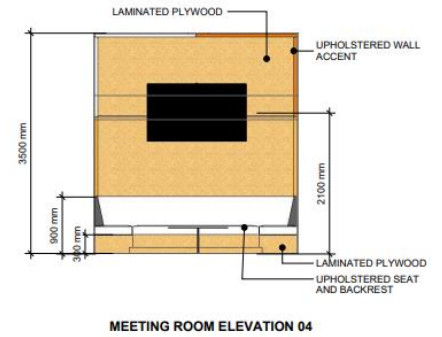 LAMINATED PLYWOOD
UPHOLSTERED WALL
ACCENT
3500 mm
2100 mm
900 mm
300 mm
LAMINATED PLYWOOD
UPHOLSTERED SEAT
AND BACKREST
MEETING ROOM ELEVATION 04